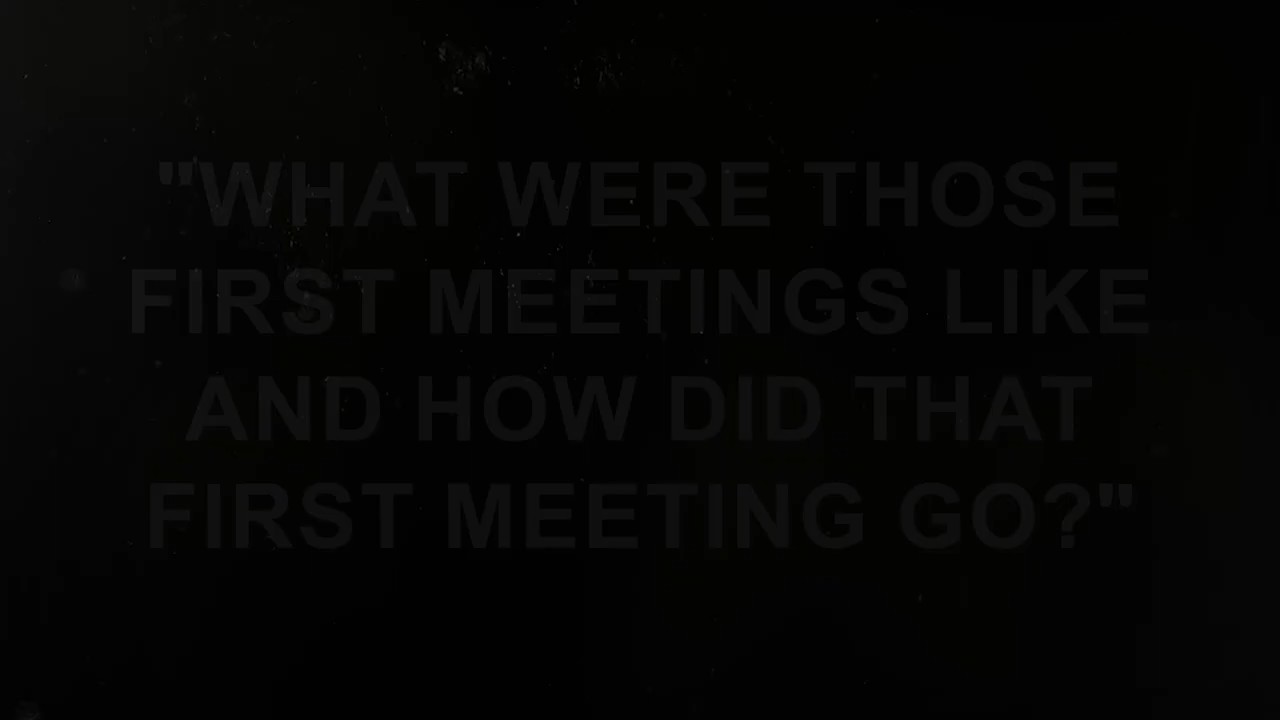 "WHAT WERE THOSE
FIRST MEETINGS LIKE
AND HOW DID THAT
FIRST MEETING GO?"